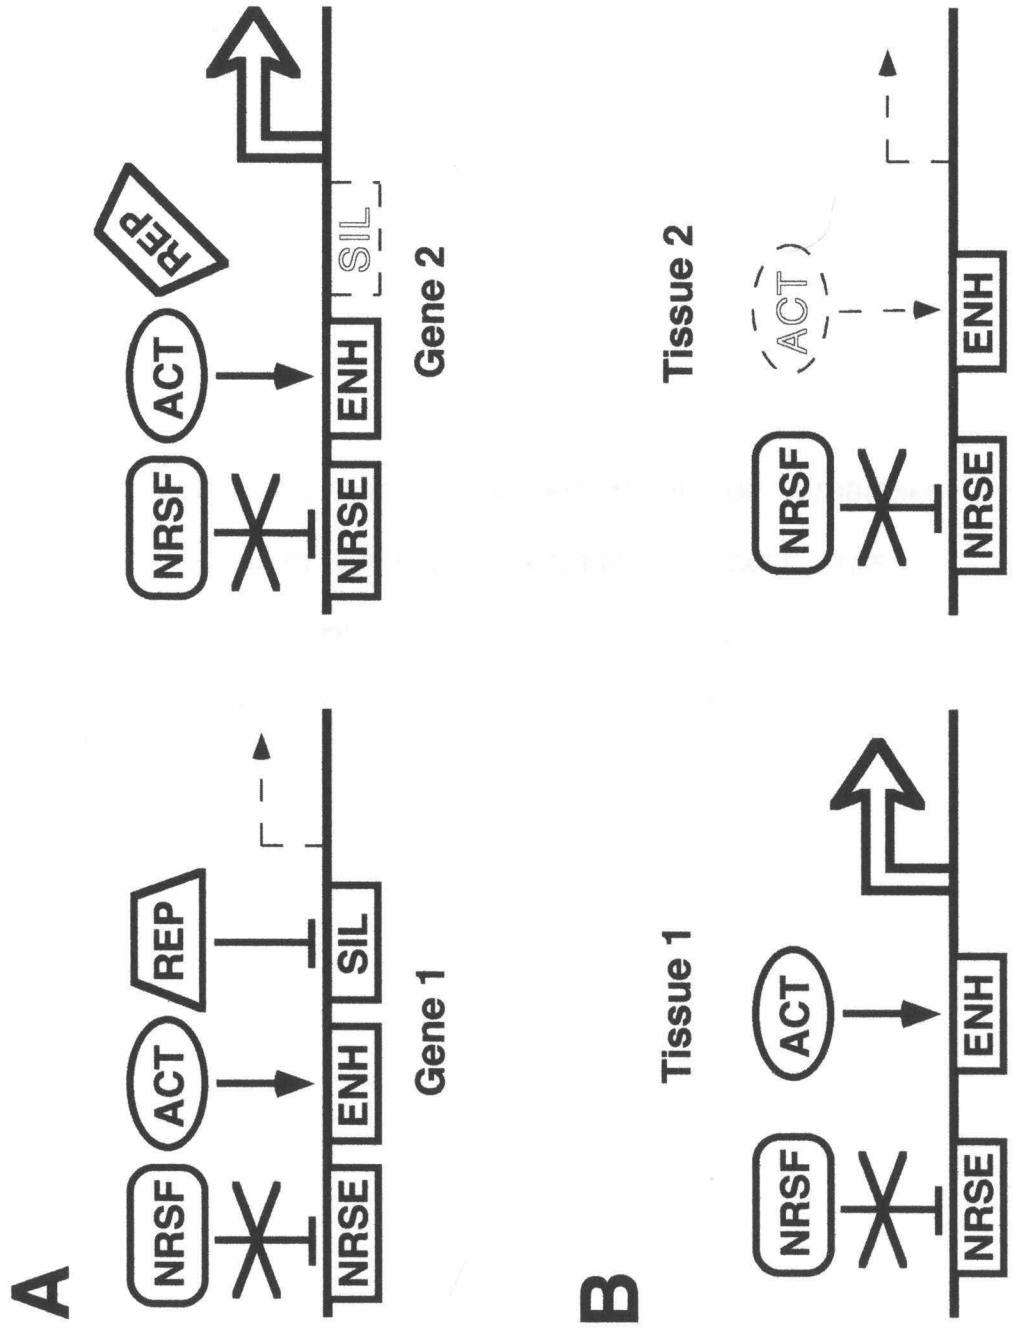 A
NRSF ACT REP
NRSE ENH SIL
Gene 1
NRSF ACT REP
NRSE ENH SIL
Gene 2
B
Tissue 1
NRSF ACT
NRSE ENH
Tissue 2
NRSF ACT
NRSE ENH